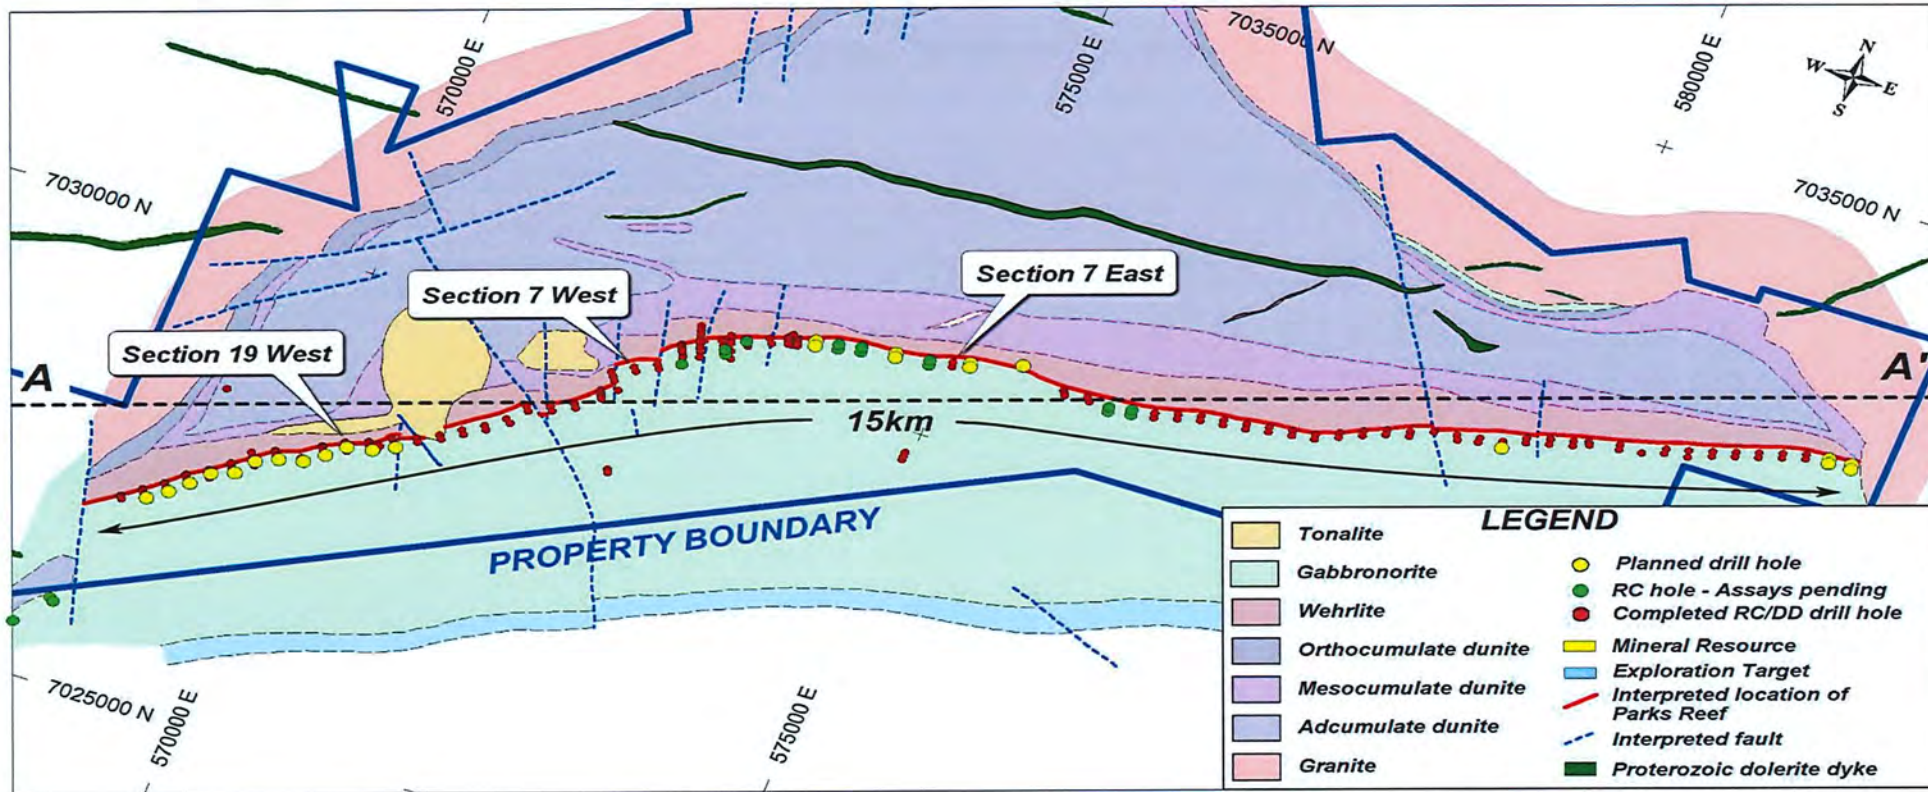 570000 E
575000 E
7035000 N
580000 E
N
W
E
S
7030000 N
7035000 N
Section 7 West
Section 7 East
Section 19 West
A
A'
15km
PROPERTY BOUNDARY
7025000 N
570000 E
575000 E
LEGEND
Tonalite
Gabbronorite
Wehrlite
Orthocumulate dunite
Mesocumulate dunite
Adcumulate dunite
Granite
Planned drill hole
RC hole - Assays pending
Completed RC/DD drill hole
Mineral Resource
Exploration Target
Interpreted location of
Parks Reef
Interpreted fault
Proterozoic dolerite dyke